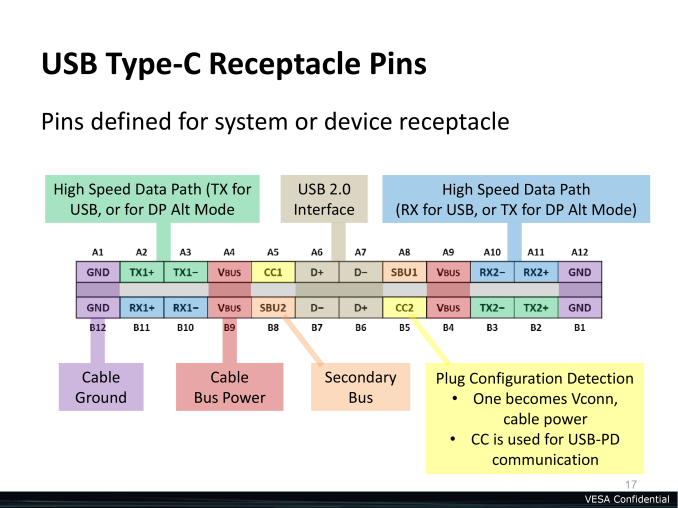 USB Type-C Receptacle Pins
Pins defined for system or device receptacle
High Speed Data Path (TX for
USB, or for DP Alt Mode
USB 2.0
Interface
High Speed Data Path
(RX for USB, or TX for DP Alt Mode)
A1 A2 A3 A4 A5 A6 A7 A8 A9 A10 A11 A12
GND TX1+ TX1− VBUS CC1 D+ D− SBU1 VBUS RX2− RX2+ GND
GND RX1+ RX1− VBUS SBU2 D− D+ CC2 VBUS TX2− TX2+ GND
B12 B11 B10 B9 B8 B7 B6 B5 B4 B3 B2 B1
Cable
Ground
Cable
Bus Power
Secondary
Bus
Plug Configuration Detection
• One becomes Vconn,
cable power
• CC is used for USB-PD
communication
17
VESA Confidential